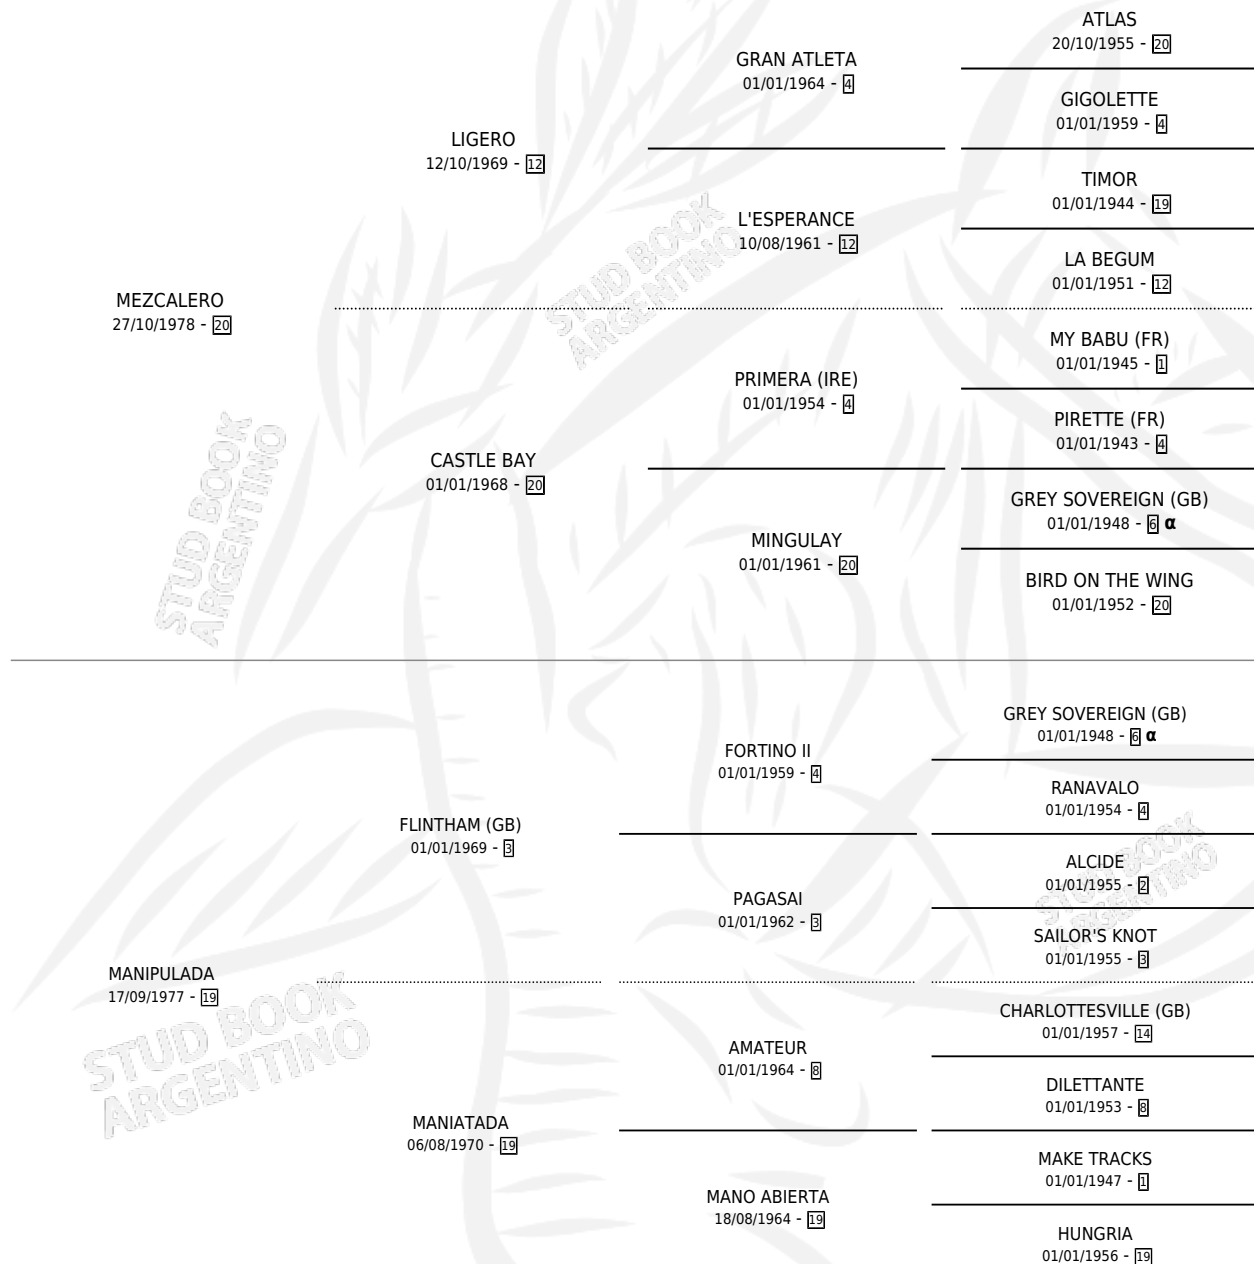 ATLAS
20/10/1955 - 20
GRAN ATLETA
01/01/1964 - 4
GIGOLETTE
01/01/1959 - 4
LIGERO
12/10/1969 - 12
TIMOR
01/01/1944 - 19
L'ESPERANCE
10/08/1961 - 12
LA BEGUM
01/01/1951 - 12
MEZCALERO
27/10/1978 - 20
MY BABU (FR)
01/01/1945 - 1
PRIMERA (IRE)
01/01/1954 - 4
PIRETTE (FR)
01/01/1943 - 4
CASTLE BAY
01/01/1968 - 20
GREY SOVEREIGN (GB)
01/01/1948 - 6 α
MINGULAY
01/01/1961 - 20
BIRD ON THE WING
01/01/1952 - 20
GREY SOVEREIGN (GB)
01/01/1948 - 6 α
FORTINO II
01/01/1959 - 4
RANAVALO
01/01/1954 - 4
FLINTHAM (GB)
01/01/1969 - 3
ALCIDE
01/01/1955 - 2
PAGASAI
01/01/1962 - 3
SAILOR'S KNOT
01/01/1955 - 3
MANIPULADA
17/09/1977 - 19
CHARLOTTESVILLE (GB)
01/01/1957 - 14
AMATEUR
01/01/1964 - 8
DILETTANTE
01/01/1953 - 8
MANIATADA
06/08/1970 - 19
MAKE TRACKS
01/01/1947 - 1
MANO ABIERTA
18/08/1964 - 19
HUNGRIA
01/01/1956 - 19
STUD BOOK
ARGENTINO
STUD BOOK
ARGENTINO
STUD BOOK
ARGENTINO
STUD BOOK
ARGENTINO